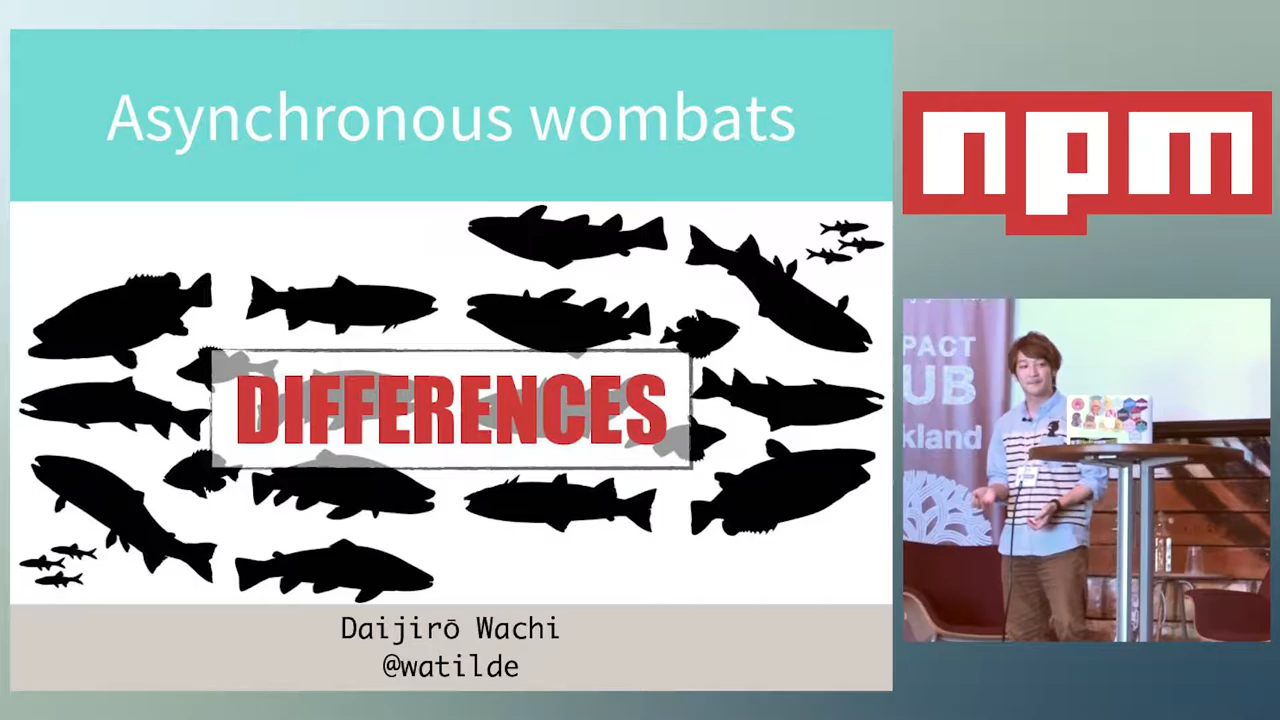 Asynchronous wombats
npm
DIFFERENCES
PACT
UB
kland
Daijirō Wachi
@watilde